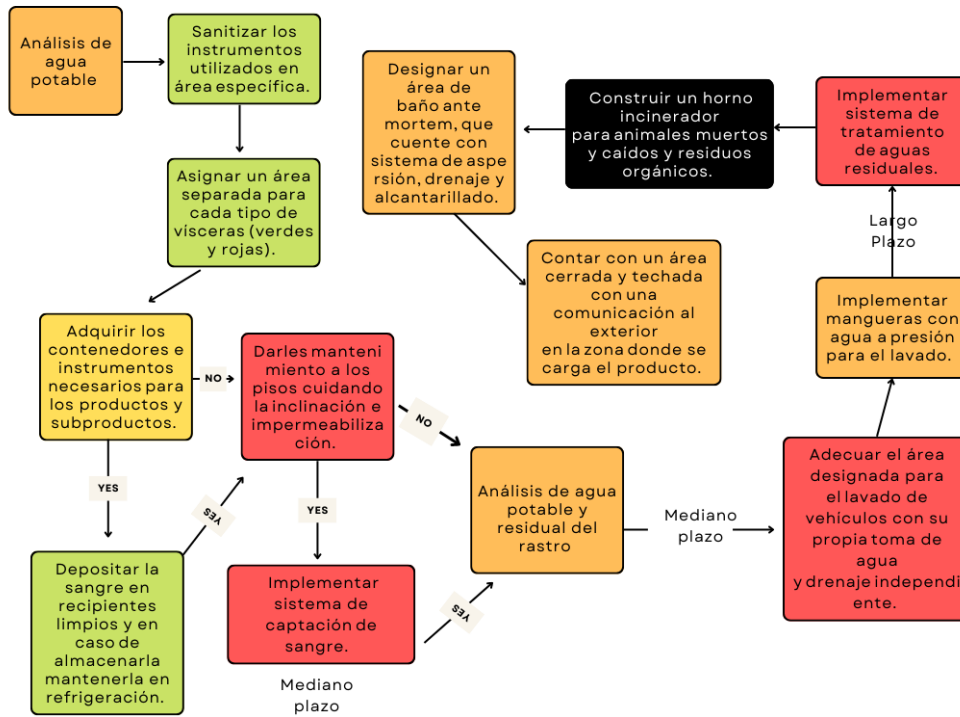 Análisis de
agua
potable
Sanitizar los
instrumentos
utilizados en
área específica.
Asignar un área
separada para
cada tipo de
vísceras (verdes
y rojas).
Adquirir los
contenedores e
instrumentos
necesarios para
los productos y
subproductos.
NO
YES
Depositar la
sangre en
recipientes
limpios y en
caso de
almacenarla
mantenerla en
refrigeración.
YES
Darles manteni
miento a los
pisos cuidando
la inclinación e
impermeabiliza
ción.
NO
YES
Implementar
sistema de
captación de
sangre.
Mediano
plazo
YES
Análisis de agua
potable y
residual del
rastro
Mediano
plazo
Adecuar el área
designada para
el lavado de
vehículos con su
propia toma de
agua
y drenaje independi
ente.
Implementar
mangueras con
agua a presión
para el lavado.
Largo
Plazo
Implementar
sistema de
tratamiento
de aguas
residuales.
Construir un horno
incinerador
para animales muertos
y caídos y residuos
orgánicos.
Designar un
área de
baño ante
mortem, que
cuente con
sistema de aspe
rsión, drenaje y
alcantarillado.
Contar con un área
cerrada y techada
con una
comunicación al
exterior
en la zona donde se
carga el producto.